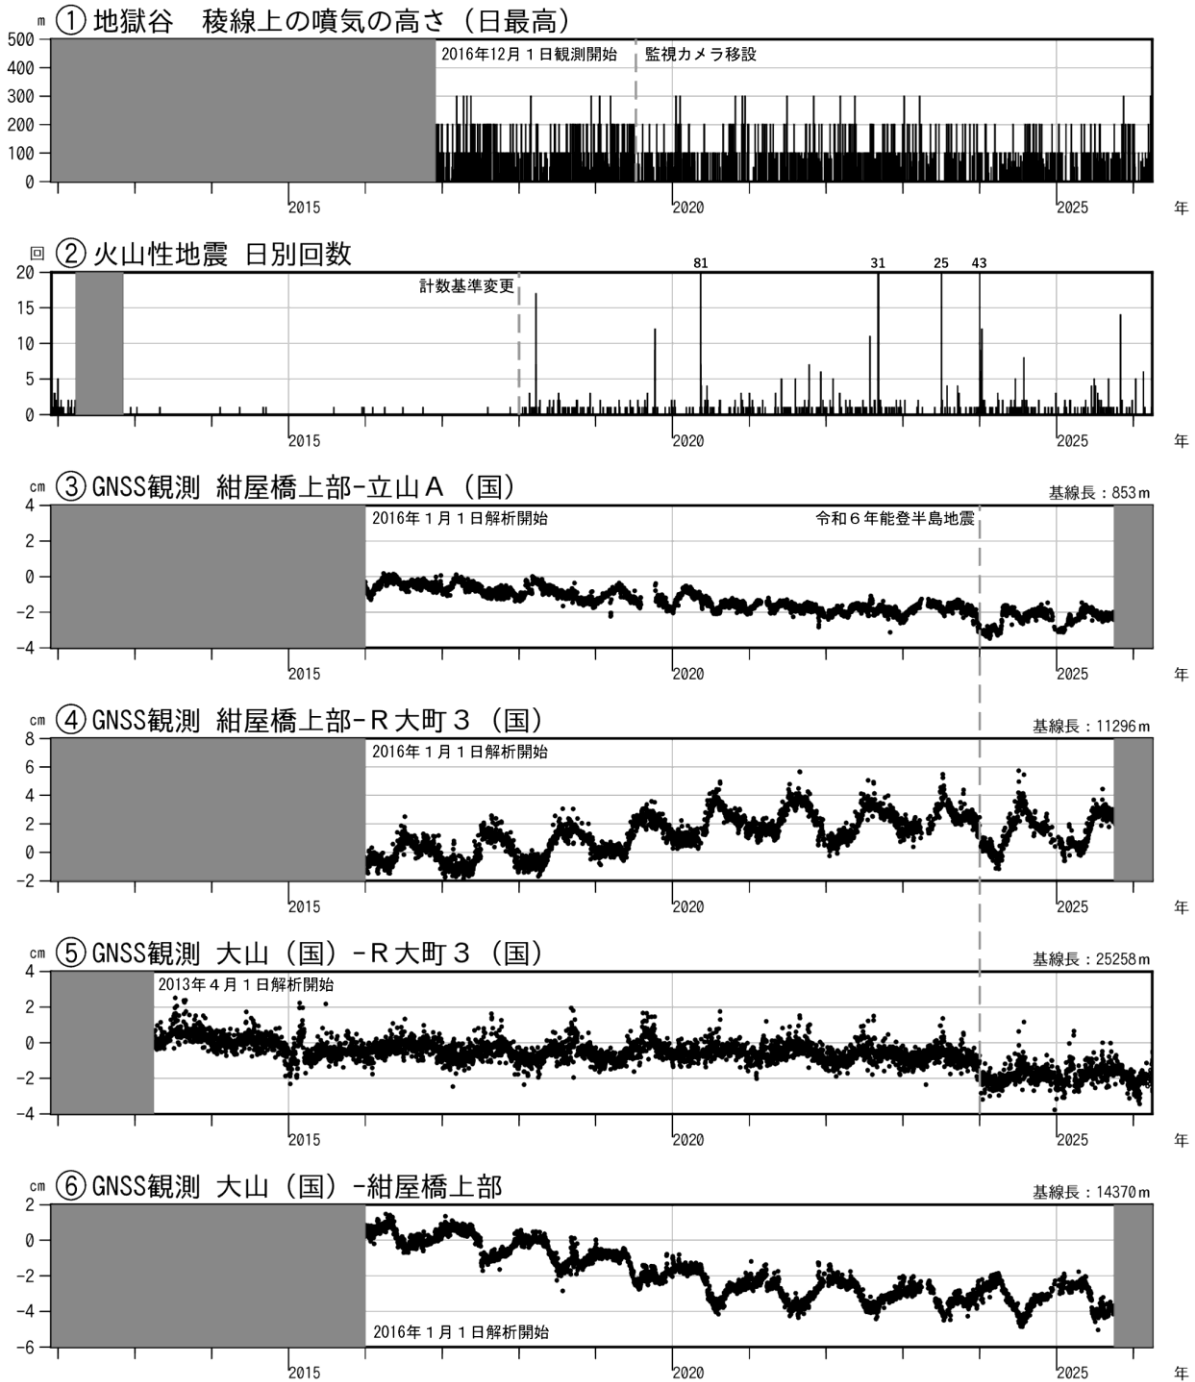 m ①地獄谷　稜線上の噴気の高さ（日最高）
500
2016年12月１日観測開始 監視カメラ移設
400
300
200
100
0
2015 2020 2025 年
回 ②火山性地震 日別回数
81 31 25 43
20
計数基準変更
15
10
5
0
2015 2020 2025 年
cm ③GNSS観測 紺屋橋上部−立山Ａ（国）
基線長：853m
4
2016年１月１日解析開始 令和６年能登半島地震
2
0
-2
-4
2015 2020 2025 年
cm ④GNSS観測 紺屋橋上部−Ｒ大町３（国）
基線長：11296m
8
2016年１月１日解析開始
6
4
2
0
-2
2015 2020 2025 年
cm ⑤GNSS観測 大山（国）−Ｒ大町３（国）
基線長：25258m
4
2013年４月１日解析開始
2
0
-2
-4
2015 2020 2025 年
cm ⑥GNSS観測 大山（国）−紺屋橋上部
基線長：14370m
2
0
-2
-4
2016年１月１日解析開始
-6
2015 2020 2025 年